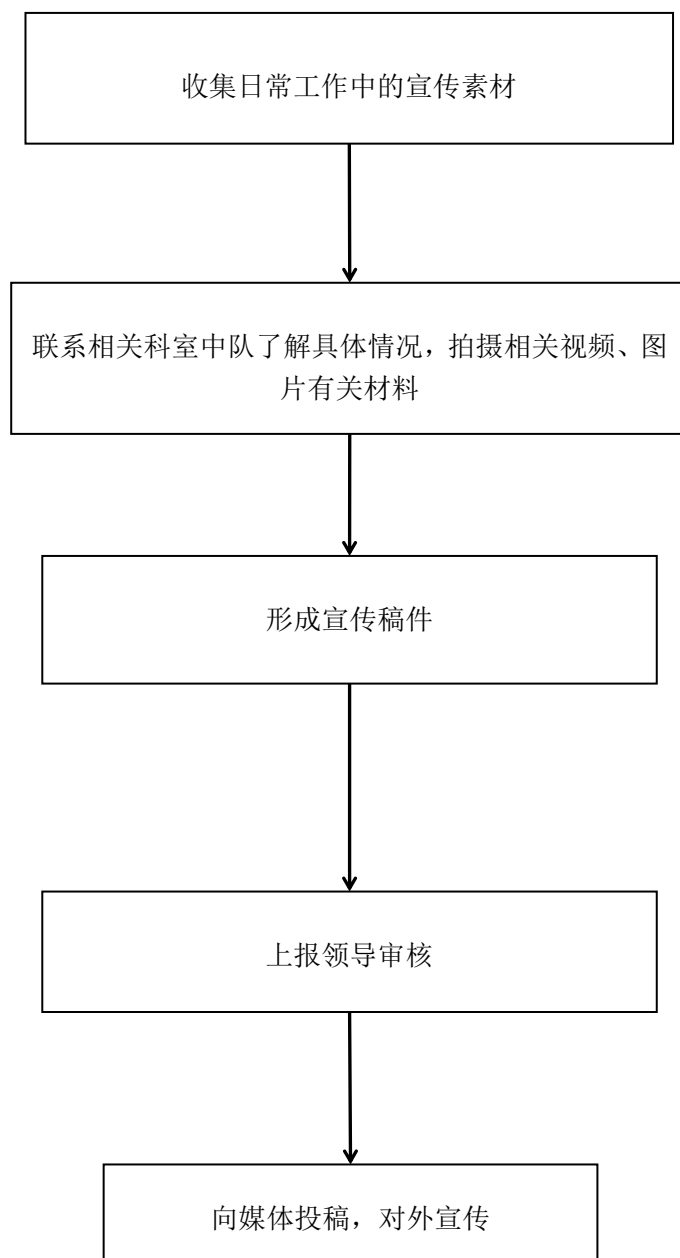 收集日常工作中的宣传素材
联系相关科室中队了解具体情况，拍摄相关视频、图
片有关材料
形成宣传稿件
上报领导审核
向媒体投稿，对外宣传